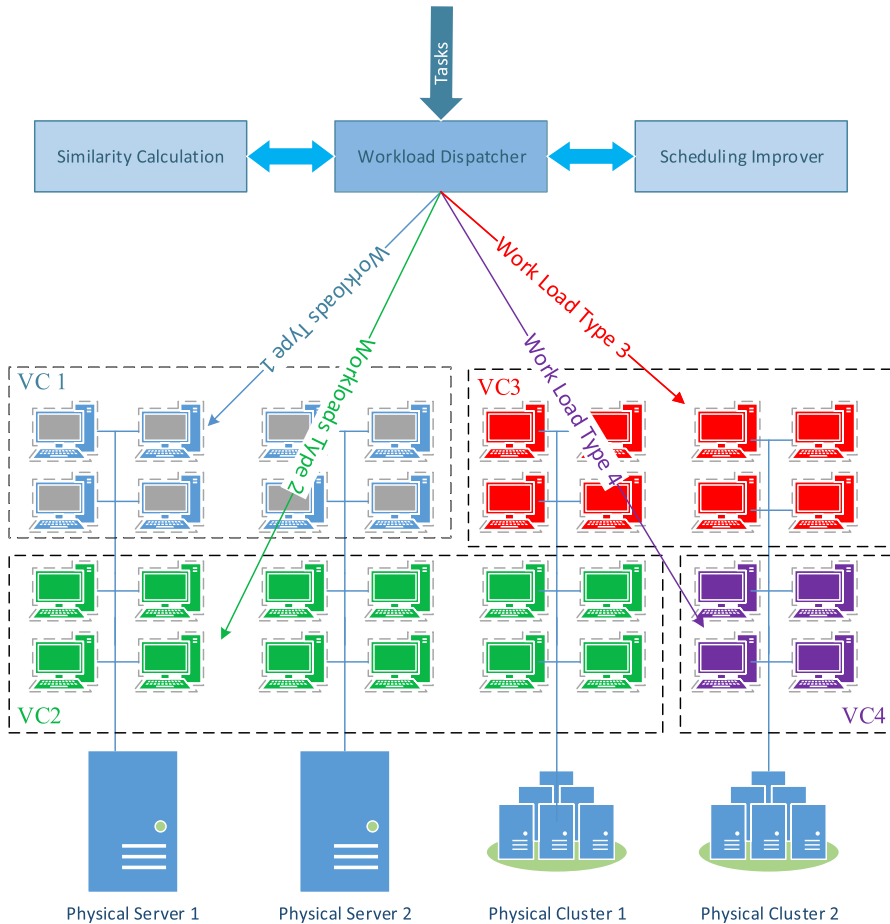 Tasks
Similarity Calculation
Workload Dispatcher
Scheduling Improver
Workloads Type 1
Workloads Type 2
Work Load Type 3
Work Load Type 4
VC 1
VC3
VC2
VC4
Physical Server 1
Physical Server 2
Physical Cluster 1
Physical Cluster 2